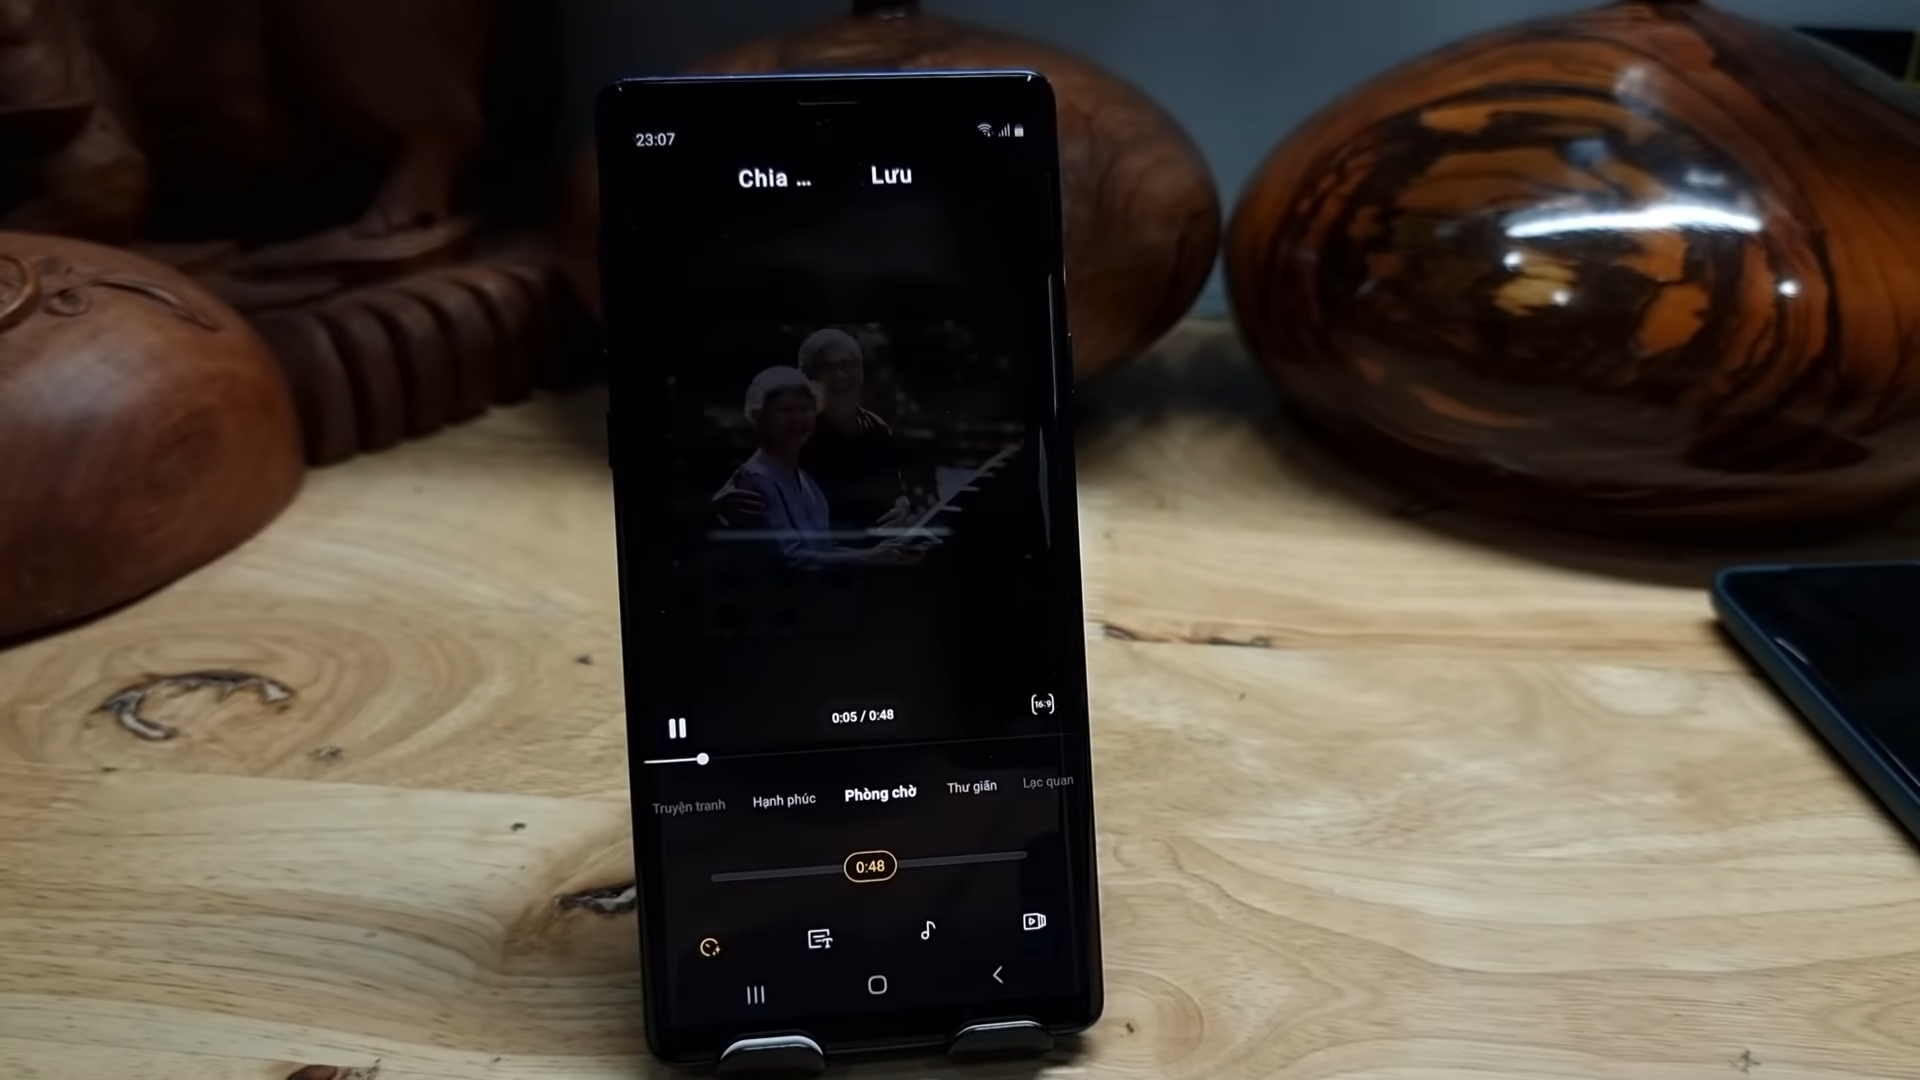 23:07
Chia ... Lưu
16:9
0:05 / 0:48
Truyện tranh Hạnh phúc Phòng chờ Thư giãn Lạc quan
0:48